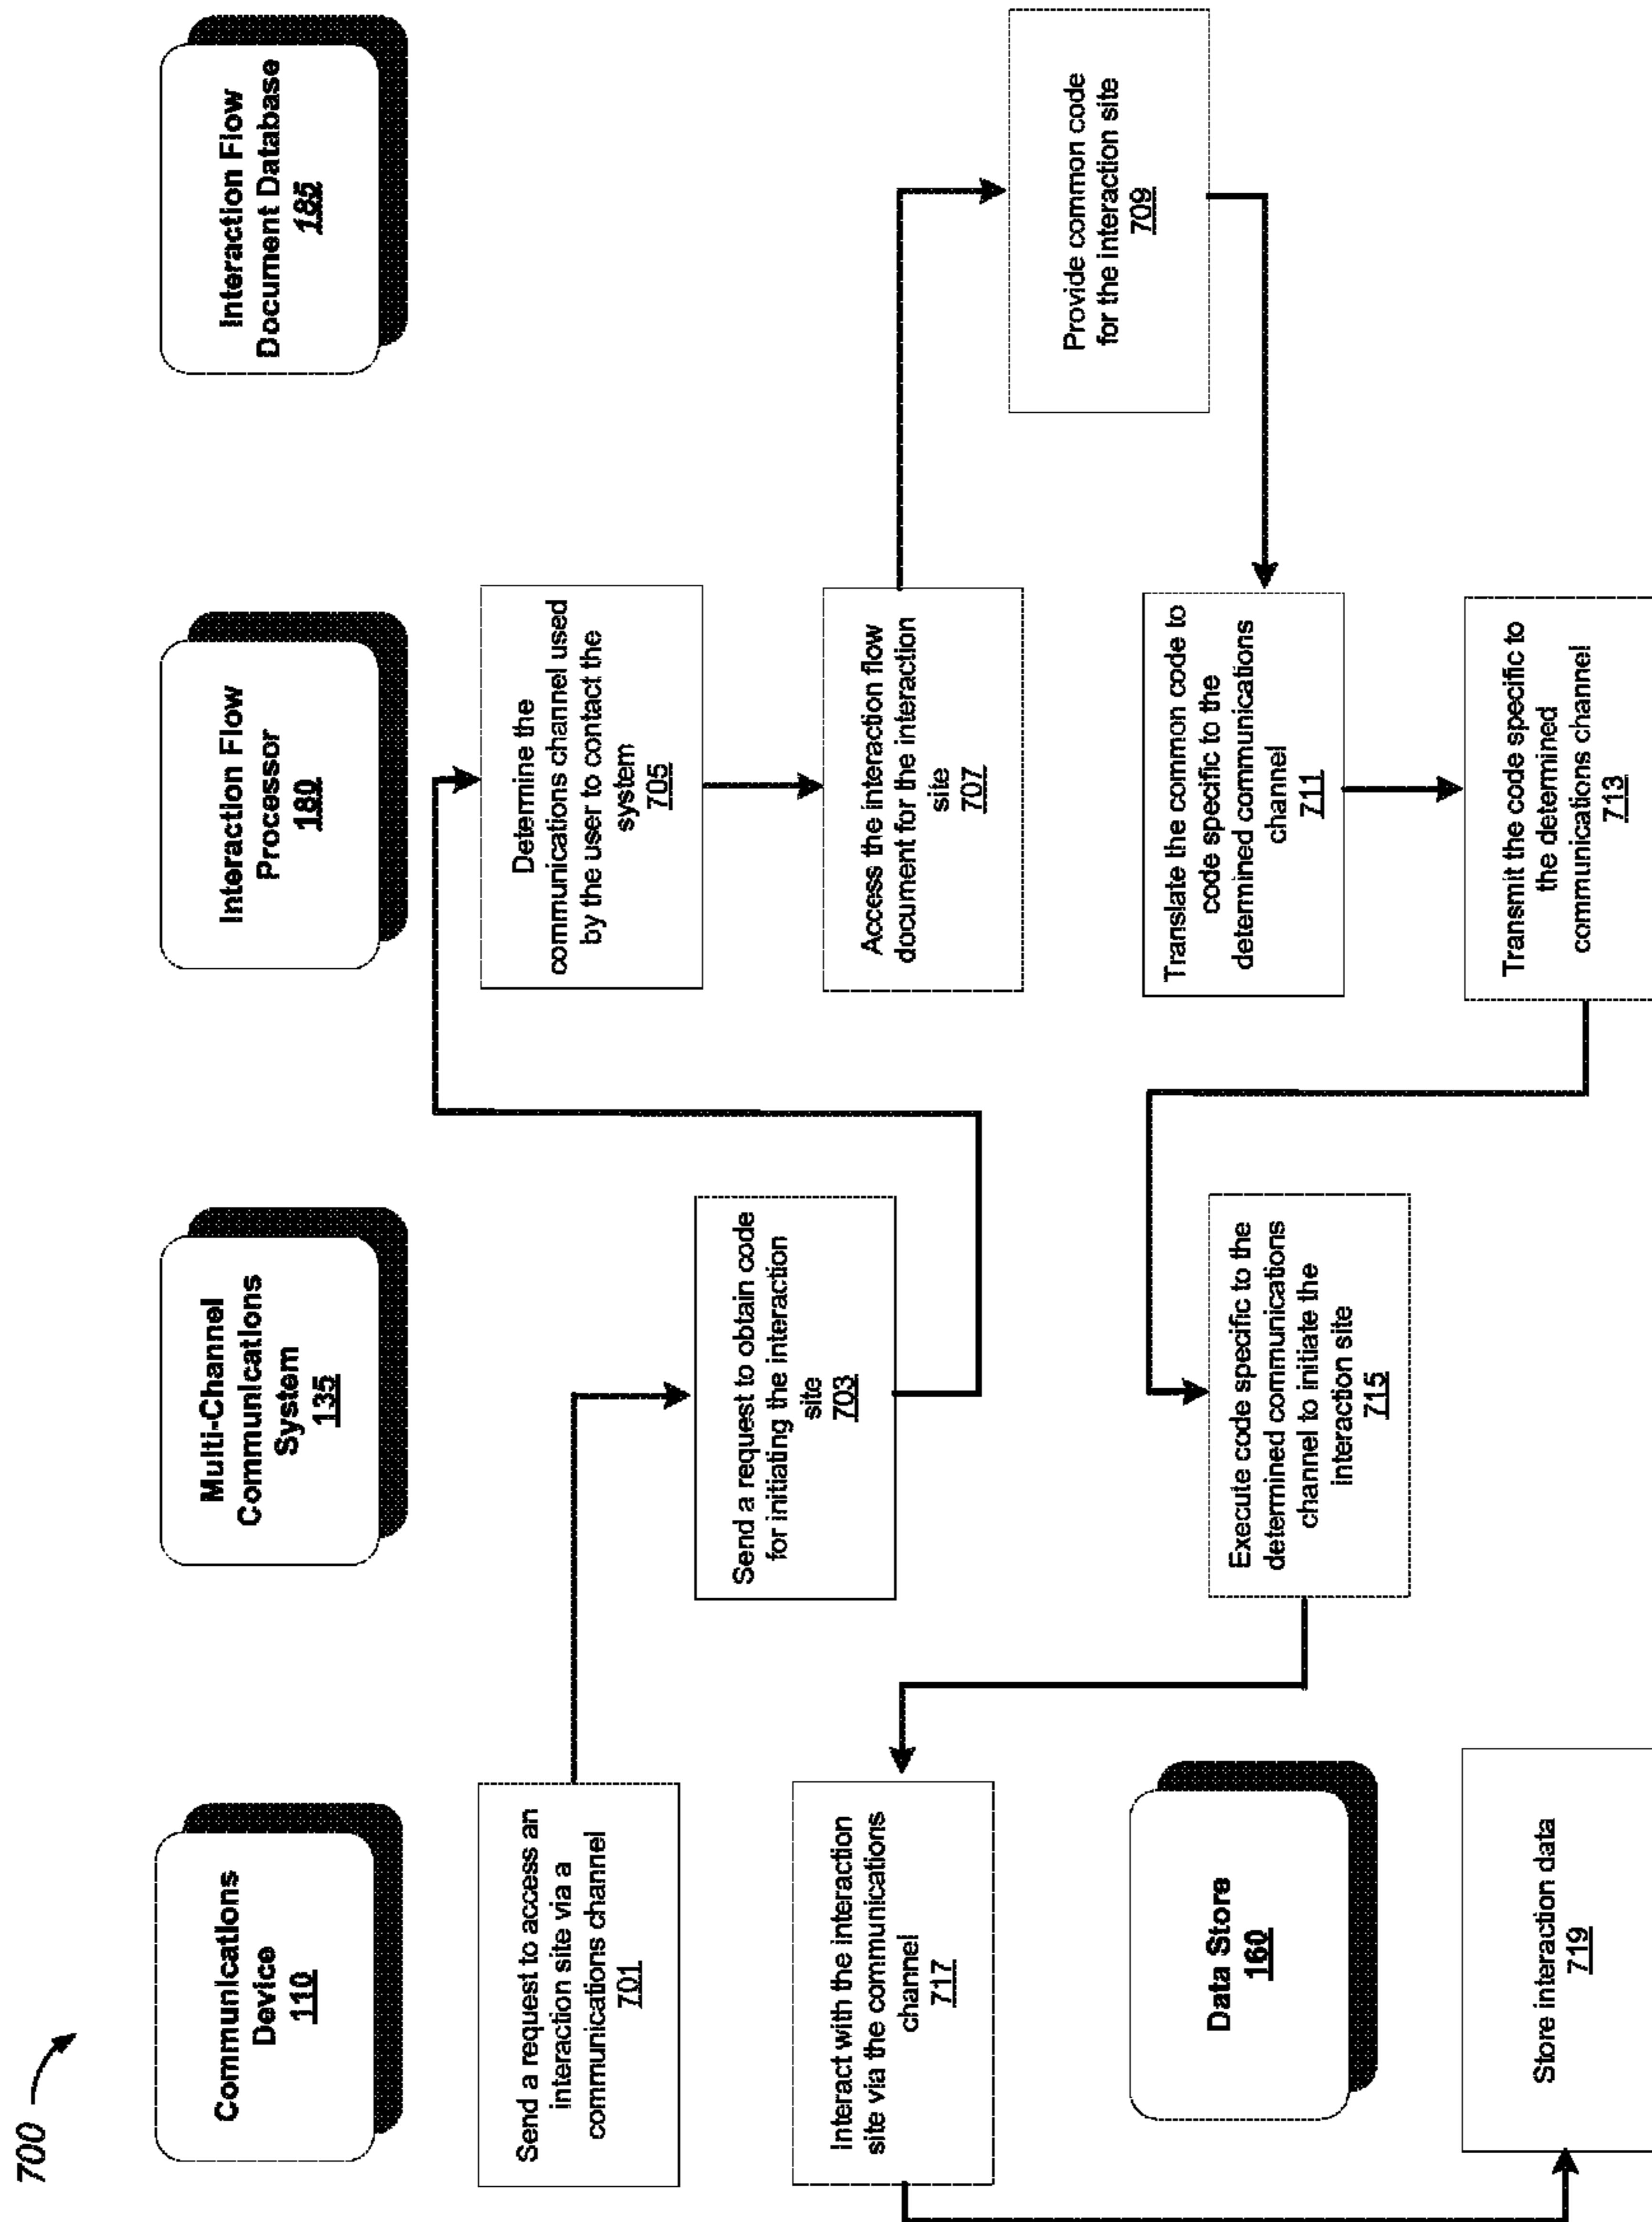 700
Communications
Device
110
Multi-Channel
Communications
System
135
Interaction Flow
Processor
180
Interaction Flow
Document Database
185
Send a request to access an
interaction site via a
communications channel
701
Send a request to obtain code
for initiating the interaction
site
703
Determine the
communications channel used
by the user to contact the
system
705
Access the interaction flow
document for the interaction
site
707
Provide common code
for the interaction site
709
Translate the common code to
code specific to the
determined communications
channel
711
Transmit the code specific to
the determined
communications channel
713
Execute code specific to the
determined communications
channel to initiate the
interaction site
715
Interact with the interaction
site via the communications
channel
717
Data Store
160
Store interaction data
719